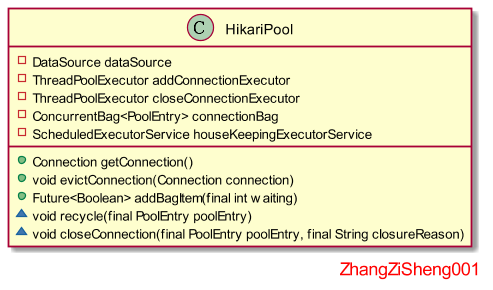 C HikariPool
DataSource dataSource
ThreadPoolExecutor addConnectionExecutor
ThreadPoolExecutor closeConnectionExecutor
ConcurrentBag<PoolEntry> connectionBag
ScheduledExecutorService houseKeepingExecutorService
Connection getConnection()
void evictConnection(Connection connection)
Future<Boolean> addBagItem(final int waiting)
void recycle(final PoolEntry poolEntry)
void closeConnection(final PoolEntry poolEntry, final String closureReason)
ZhangZiSheng001